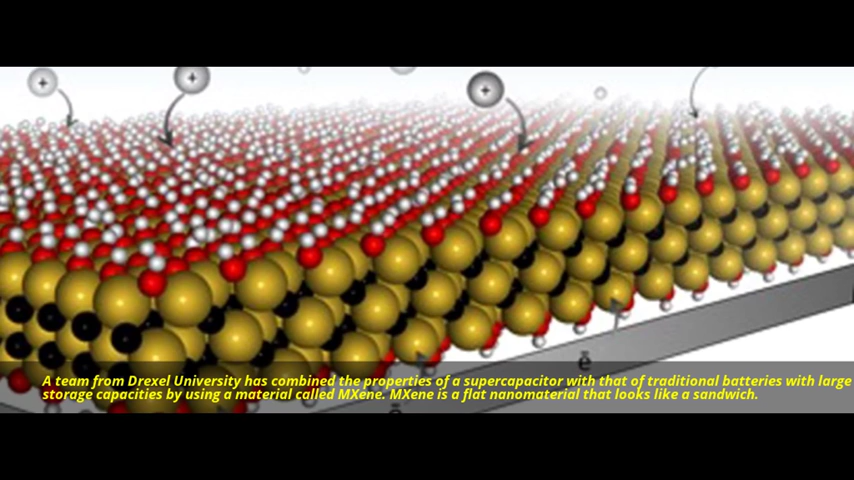 +
+
+
ē
A team from Drexel University has combined the properties of a supercapacitor with that of traditional batteries with large
storage capacities by using a material called MXene. MXene is a flat nanomaterial that looks like a sandwich.